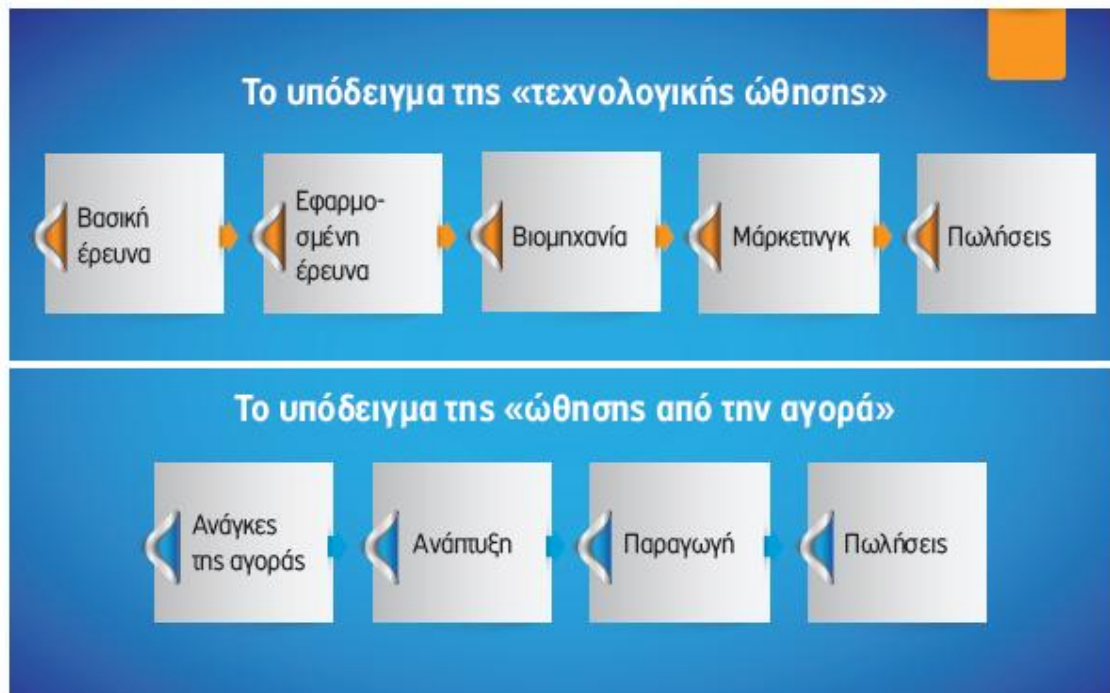 Το υπόδειγμα της «τεχνολογικής ώθησης»
Βασική
έρευνα
Εφαρμο-
σμένη
έρευνα
Βιομηχανία
Μάρκετινγκ
Πωλήσεις
Το υπόδειγμα της «ώθησης από την αγορά»
Ανάγκες
της αγοράς
Ανάπτυξη
Παραγωγή
Πωλήσεις